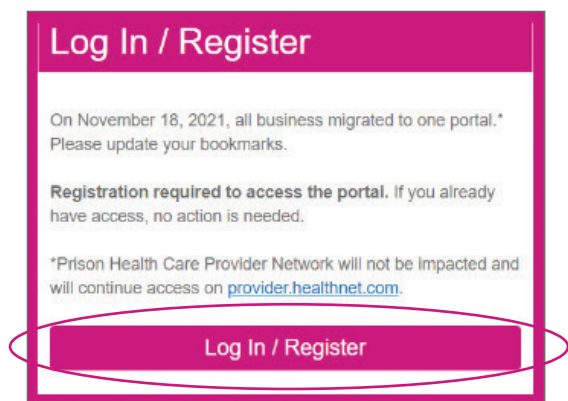 Log In / Register
On November 18, 2021, all business migrated to one portal.*
Please update your bookmarks.
Registration required to access the portal. If you already
have access, no action is needed.
*Prison Health Care Provider Network will not be impacted and
will continue access on provider.healthnet.com.
Log In / Register